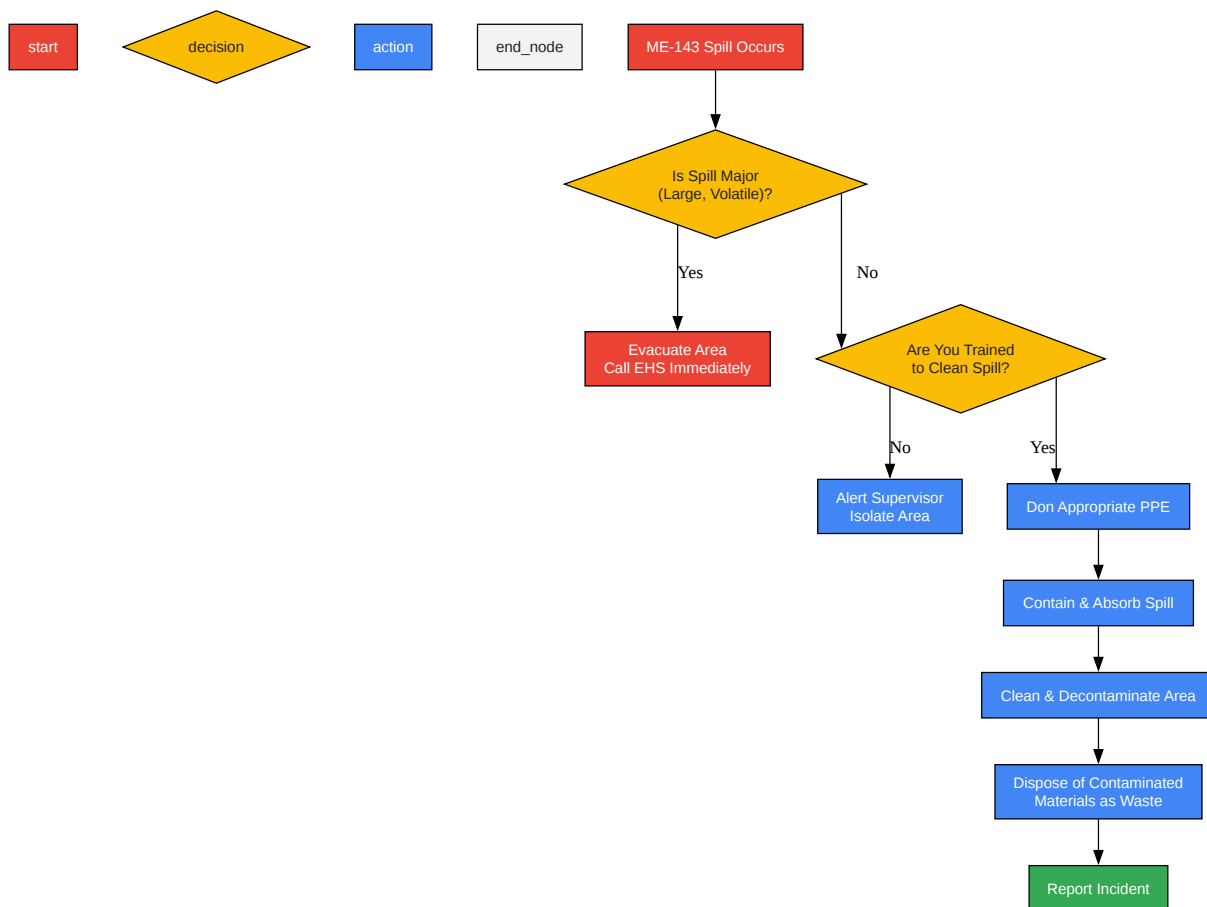 start
decision
action
end_node
ME-143 Spill Occurs
Is Spill Major
(Large, Volatile)?
Yes
No
Evacuate Area
Call EHS Immediately
Are You Trained
to Clean Spill?
No
Yes
Alert Supervisor
Isolate Area
Don Appropriate PPE
Contain & Absorb Spill
Clean & Decontaminate Area
Dispose of Contaminated
Materials as Waste
Report Incident